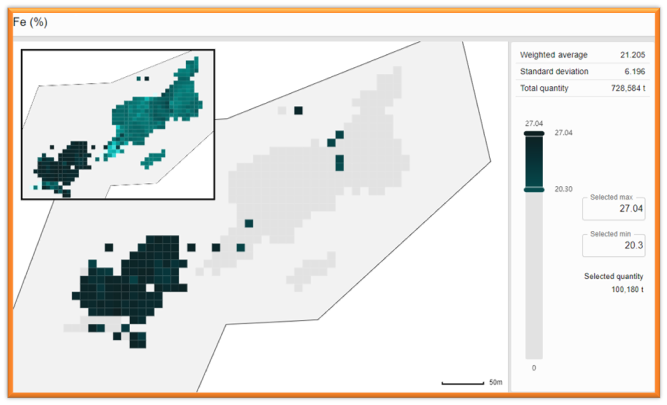 Fe (%)
Weighted average 21.205
Standard deviation 6.196
Total quantity 728,584 t
27.04
27.04
20.30
Selected max
27.04
Selected min
20.3
Selected quantity
100,180 t
0
50m